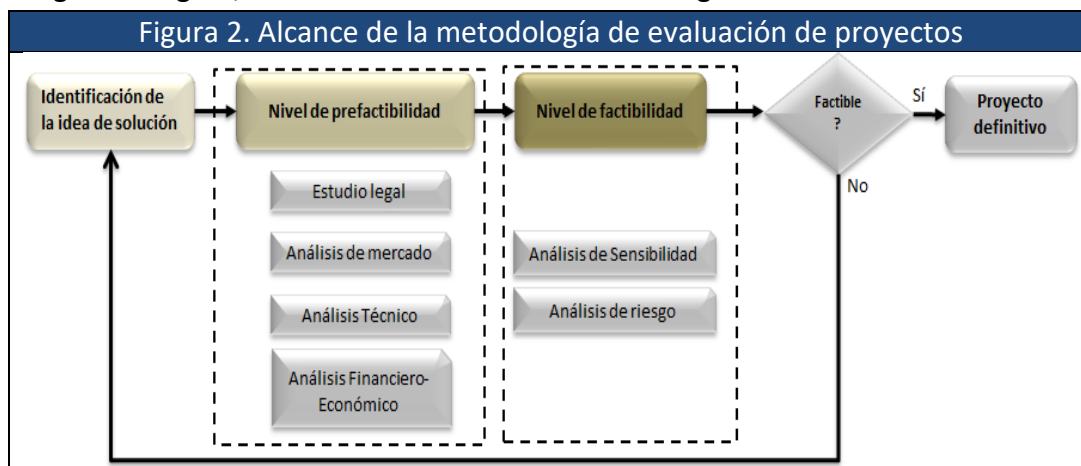 Figura 2. Alcance de la metodología de evaluación de proyectos
Identificación de
la idea de solución
Nivel de prefactibilidad
Nivel de factibilidad
Factible
?
Sí
Proyecto
definitivo
No
Estudio legal
Análisis de mercado
Análisis Técnico
Análisis Financiero-
Económico
Análisis de Sensibilidad
Análisis de riesgo